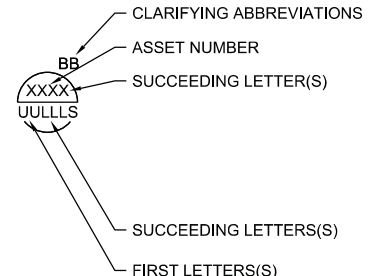 CLARIFYING ABBREVIATIONS
ASSET NUMBER
BB
SUCCEEDING LETTER(S)
XXXX
UULLLS
SUCCEEDING LETTERS(S)
FIRST LETTERS(S)